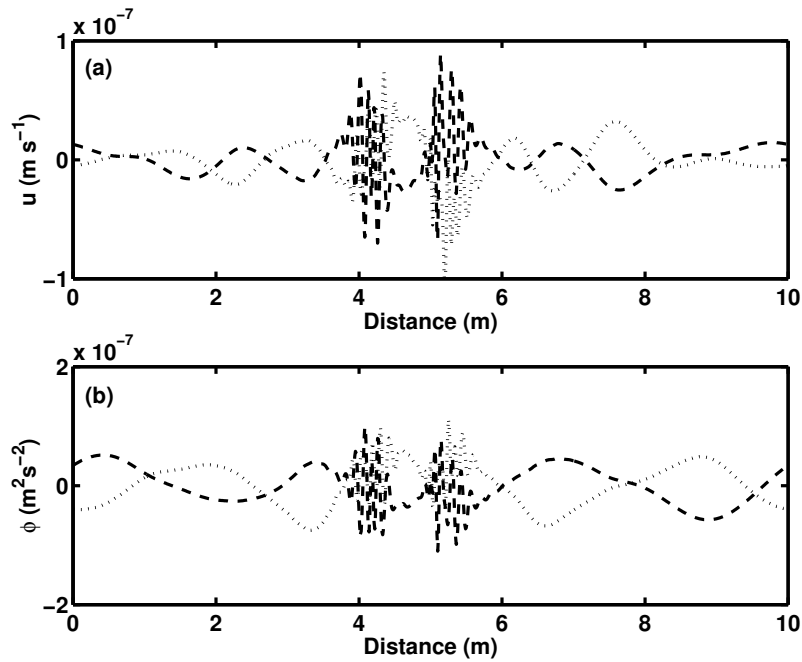 x 10⁻⁷
1
(a)
u (m s⁻¹)
0
−1
0 2 4 6 8 10
Distance (m)
x 10⁻⁷
2
(b)
ϕ (m²s⁻²)
0
−2
0 2 4 6 8 10
Distance (m)